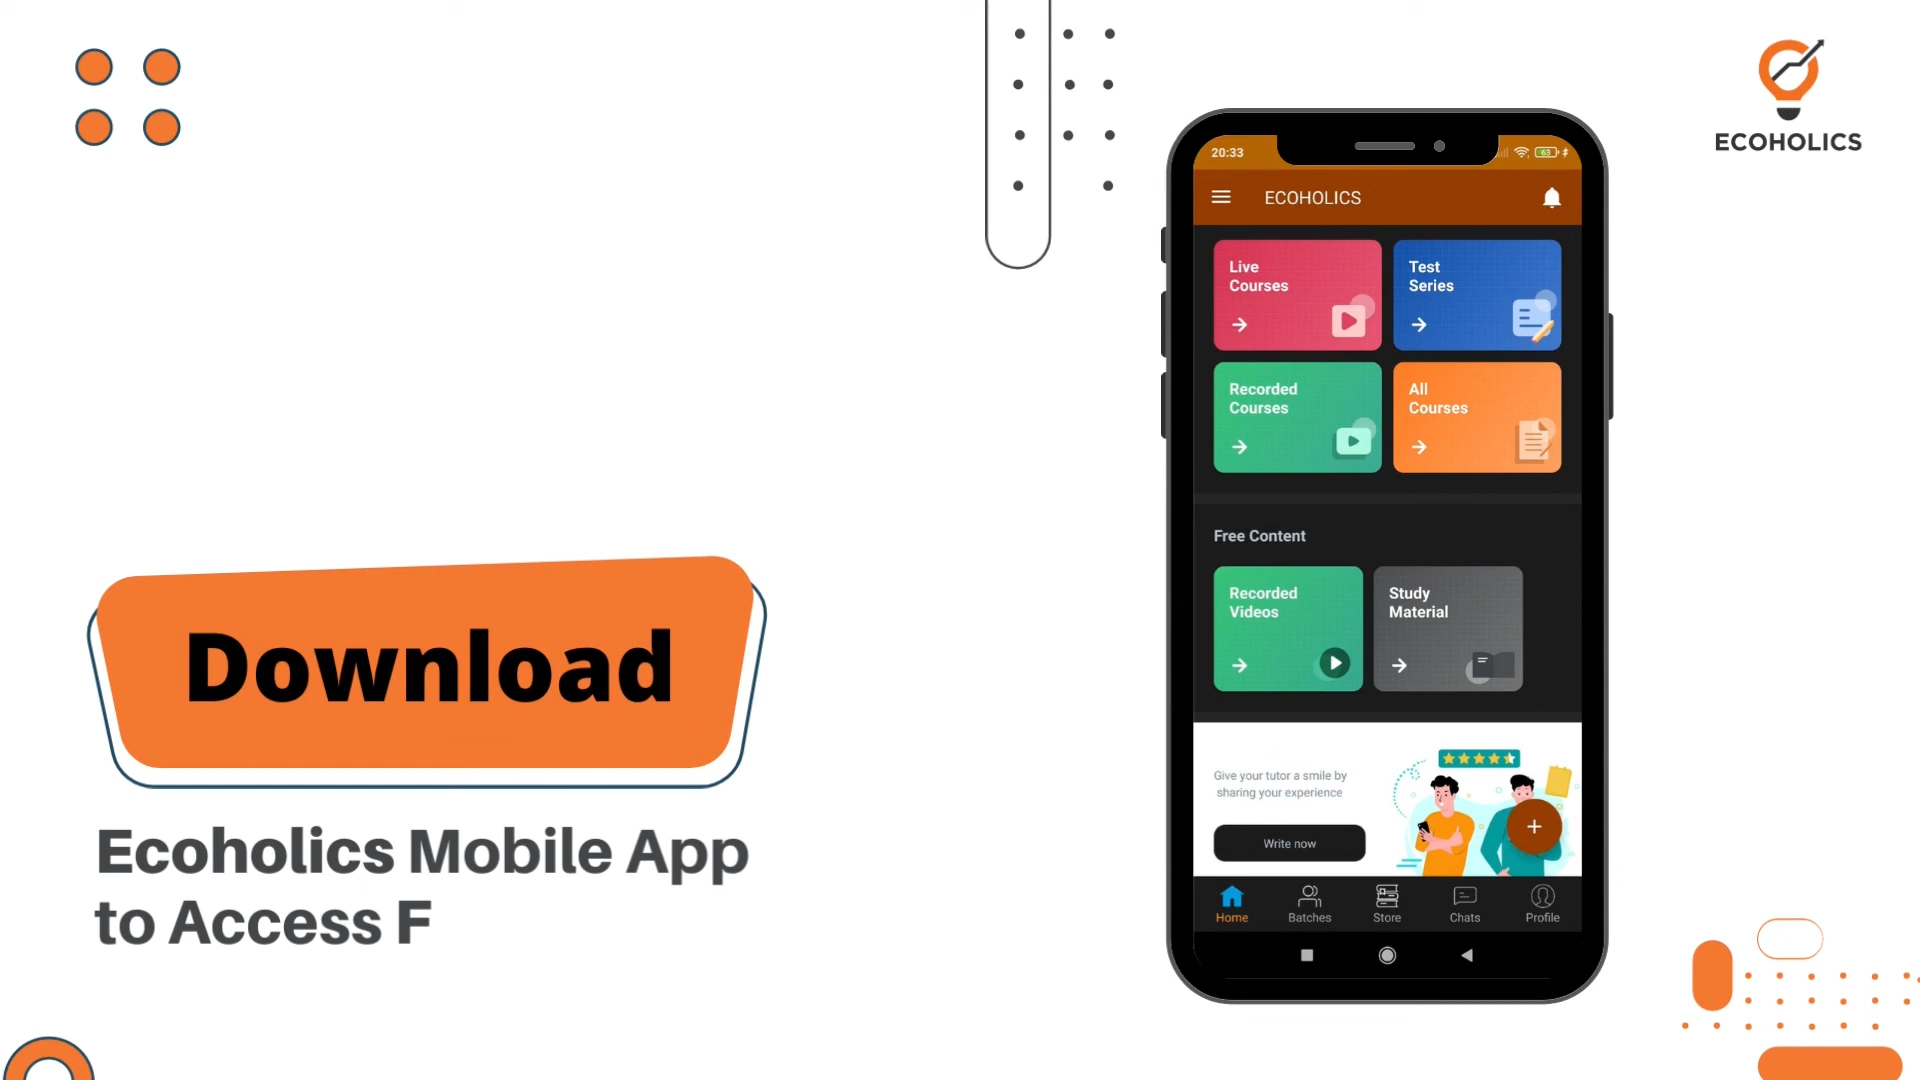 ECOHOLICS
20:33
63
ECOHOLICS
Live
Courses
Test
Series
Recorded
Courses
All
Courses
Free Content
Recorded
Videos
Study
Material
Give your tutor a smile by
sharing your experience
Write now
Home
Batches
Store
Chats
Profile
Download
Ecoholics Mobile App
to Access F